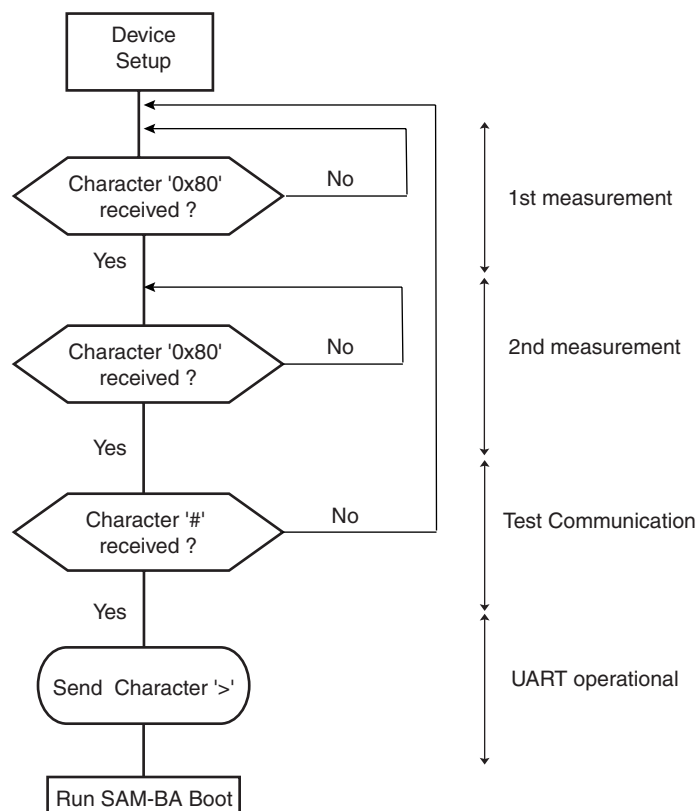 Device
Setup
Character '0x80'
received ?
No
1st measurement
Yes
Character '0x80'
received ?
No
2nd measurement
Yes
Character '#'
received ?
No
Test Communication
Yes
Send Character '>'
UART operational
Run SAM-BA Boot